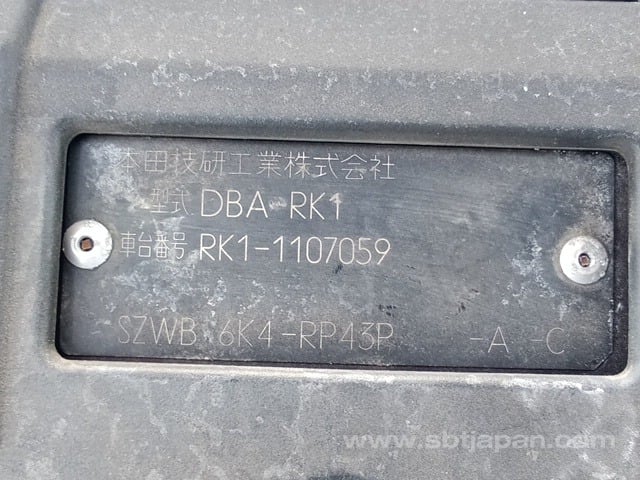 本田技研工業株式会社
型式 DBA-RK1
車台番号 RK1-1107059
SZWB 6K4-RP43P -A -C
www.sbtjapan.com